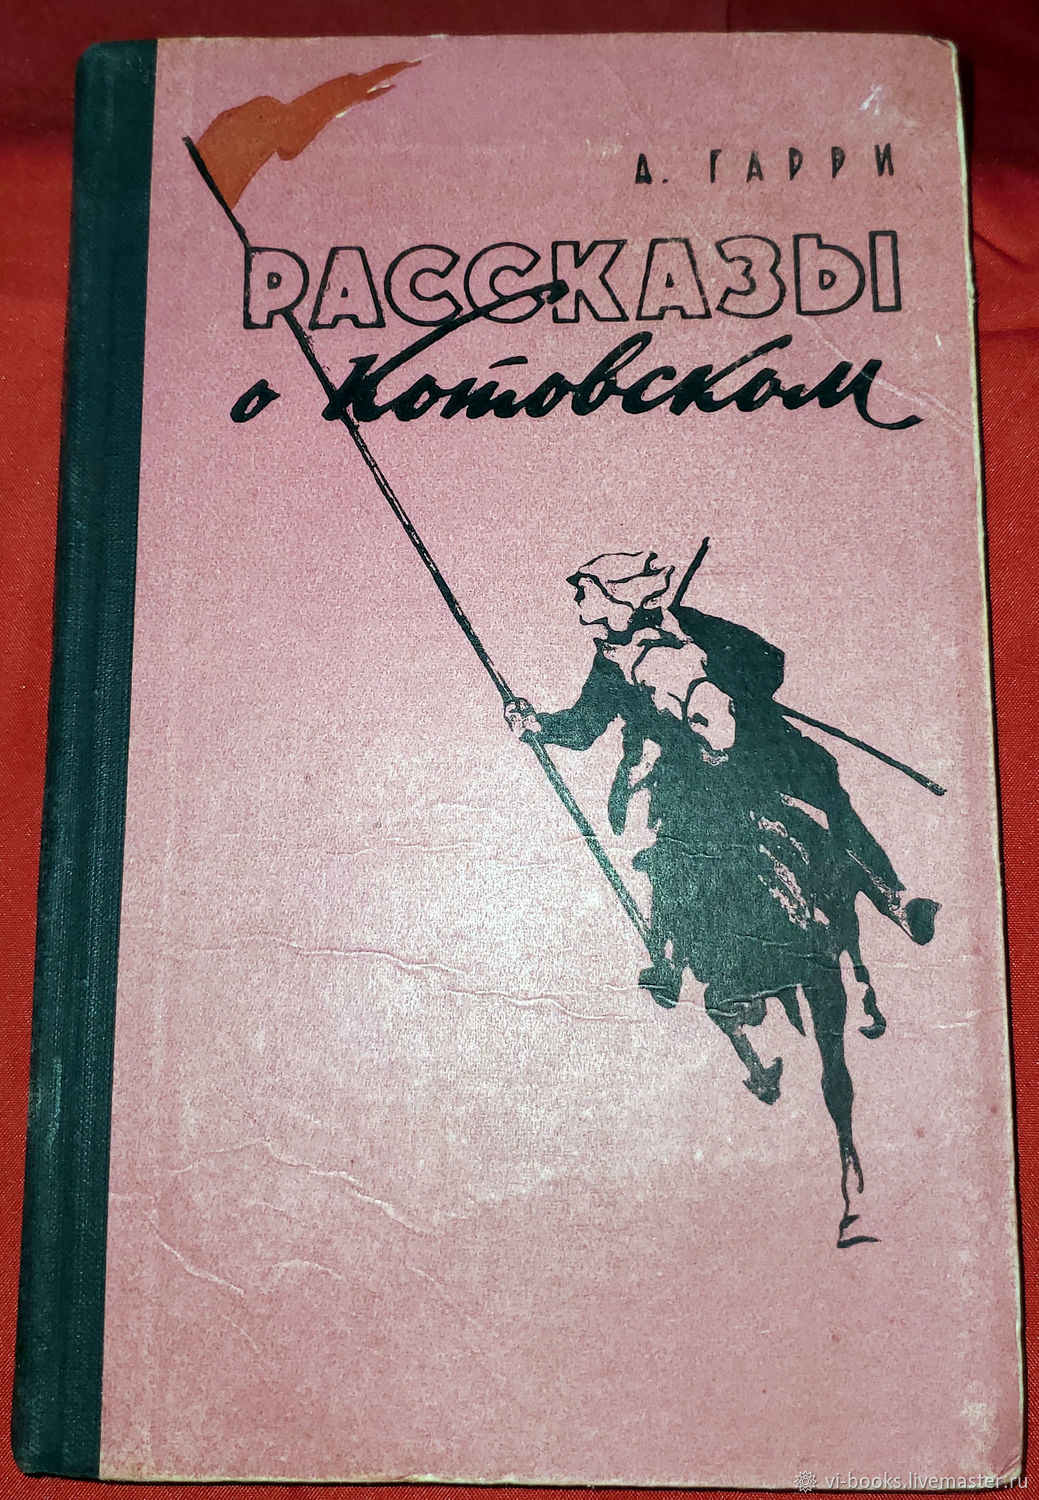 А. ГАРРИ
РАССКАЗЫ
о Котовском
vi-books.livemaster.ru